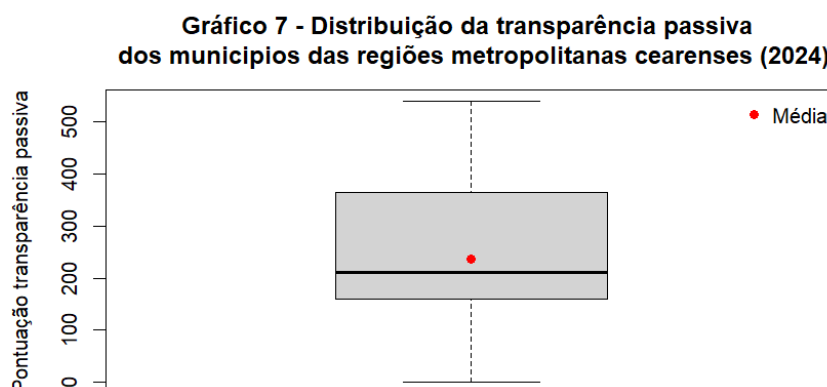 Gráfico 7 - Distribuição da transparência passiva
dos municipios das regiões metropolitanas cearenses (2024)
Pontuação transparência passiva
500
400
300
200
100
0
Média